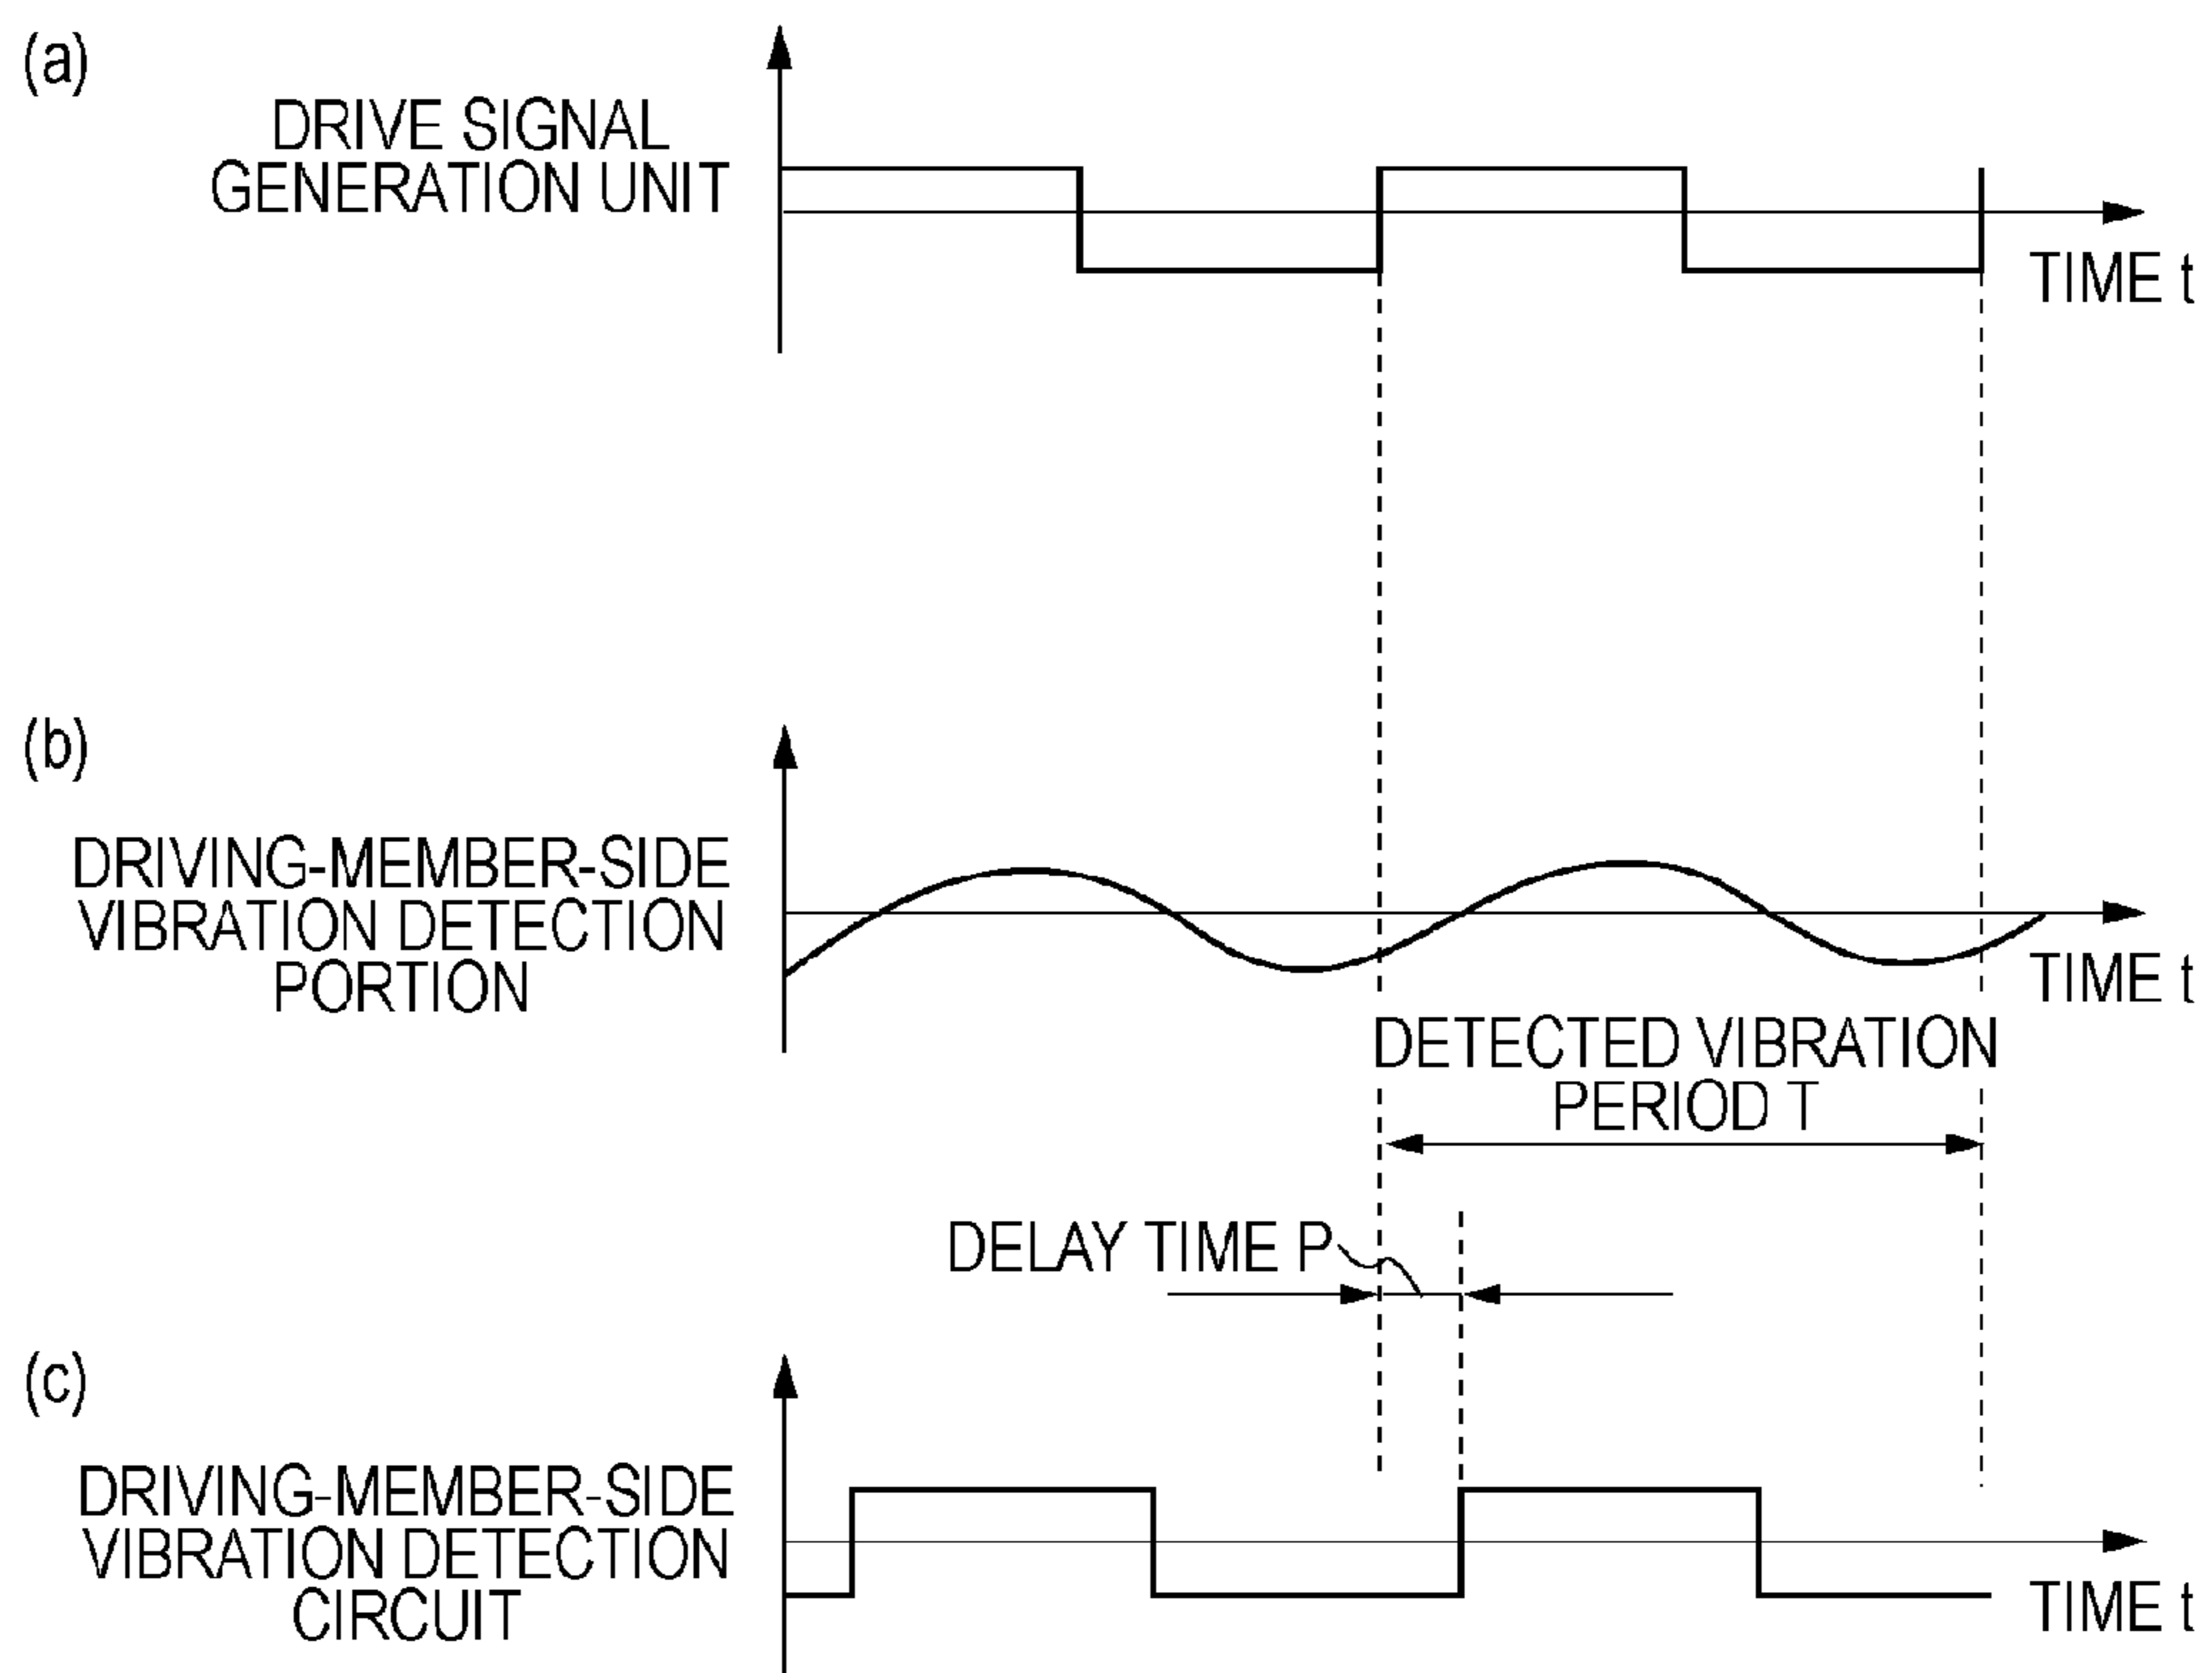 (a)
DRIVE SIGNAL
GENERATION UNIT
TIME t
(b)
DRIVING-MEMBER-SIDE
VIBRATION DETECTION
PORTION
TIME t
DETECTED VIBRATION
PERIOD T
DELAY TIME P
(c)
DRIVING-MEMBER-SIDE
VIBRATION DETECTION
CIRCUIT
TIME t